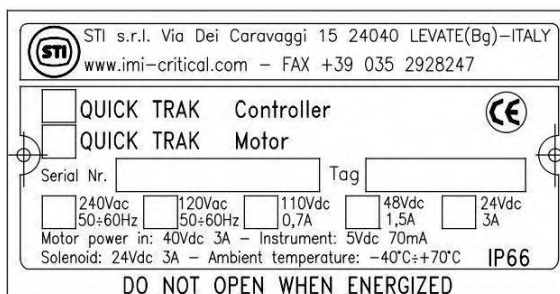 STI
STI s.r.l. Via Dei Caravaggi 15 24040 LEVATE(Bg)-ITALY
www.imi-critical.com - FAX +39 035 2928247
QUICK TRAK Controller
CE
QUICK TRAK Motor
Serial Nr. Tag
240Vac 120Vac 110Vdc 48Vdc 24Vdc
50÷60Hz 50÷60Hz 0,7A 1,5A 3A
Motor power in: 40Vdc 3A - Instrument: 5Vdc 70mA
Solenoid: 24Vdc 3A - Ambient temperature: -40°C÷+70°C IP66
DO NOT OPEN WHEN ENERGIZED